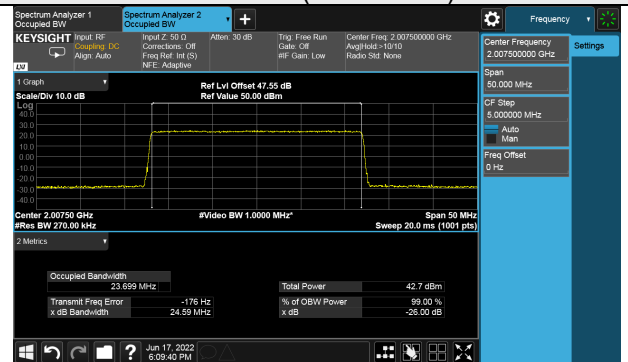 Spectrum Analyzer 1
Occupied BW
Spectrum Analyzer 2
Occupied BW
Frequency
KEYSIGHT
Input: RF
Coupling: DC
Align: Auto
Input Z: 50 Ω
Corrections: Off
Freq Ref: Int (S)
NFE: Adaptive
Atten: 30 dB
Trig: Free Run
Gate: Off
#IF Gain: Low
Center Freq: 2.007500000 GHz
Avg|Hold:>10/10
Radio Std: None
LXI
1 Graph
Scale/Div 10.0 dB
Ref Lvl Offset 47.55 dB
Ref Value 50.00 dBm
Log
40.0
30.0
20.0
10.0
0.00
-10.0
-20.0
-30.0
-40.0
Center 2.00750 GHz
#Video BW 1.0000 MHz*
Span 50 MHz
#Res BW 270.00 kHz
Sweep 20.0 ms (1001 pts)
2 Metrics
Occupied Bandwidth
23.699 MHz
Total Power
42.7 dBm
Transmit Freq Error
-176 Hz
% of OBW Power
99.00 %
x dB Bandwidth
24.59 MHz
x dB
-26.00 dB
Center Frequency
2.007500000 GHz
Settings
Span
50.000 MHz
CF Step
5.000000 MHz
Auto
Man
Freq Offset
0 Hz
?
Jun 17, 2022
6:09:40 PM